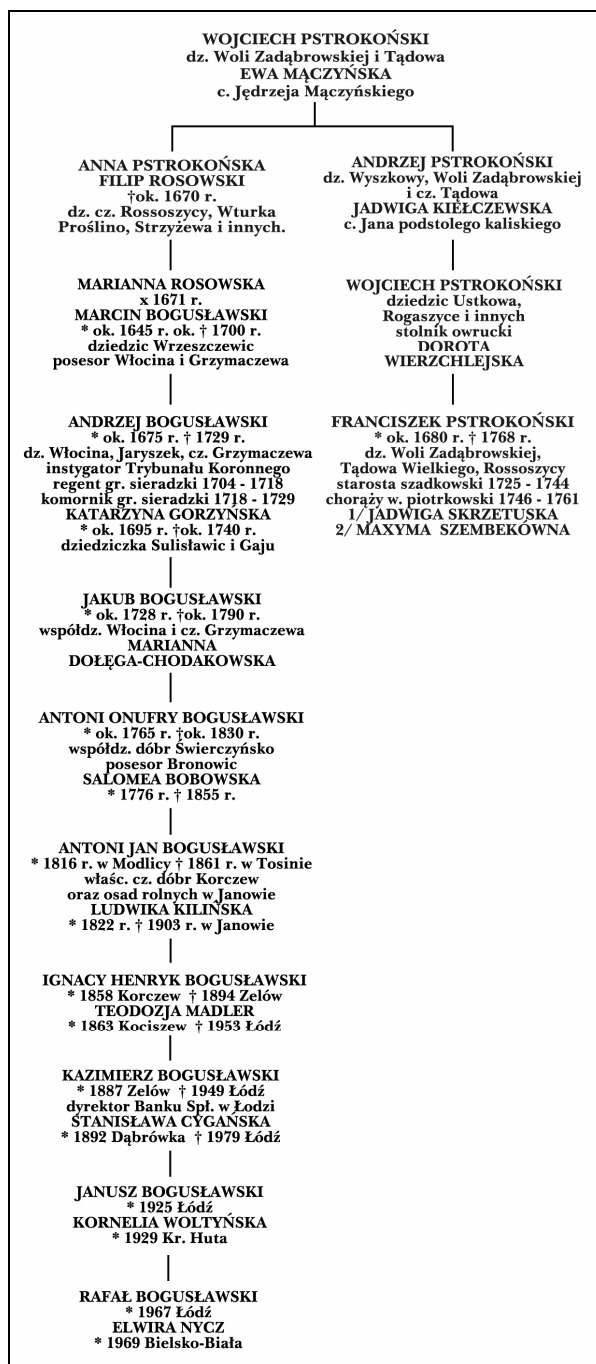 WOJCIECH PSTROKOŃSKI
dz. Woli Zadąbrowskiej i Tądowa
EWA MĄCZYŃSKA
c. Jędrzeja Mączyńskiego
ANNA PSTROKOŃSKA
FILIP ROSOWSKI
†ok. 1670 r.
dz. cz. Rossoszycy, Wturka
Proślino, Strzyżewa i innych.
MARIANNA ROSOWSKA
x 1671 r.
MARCIN BOGUSŁAWSKI
* ok. 1645 r. ok. † 1700 r.
dziedzic Wrzeszczewic
posesor Włocina i Grzymaczewa
ANDRZEJ BOGUSŁAWSKI
* ok. 1675 r. † 1729 r.
dz. Włocina, Jaryszek, cz. Grzymaczewa
instygator Trybunału Koronnego
regent gr. sieradzki 1704 - 1718
komornik gr. sieradzki 1718 - 1729
KATARZYNA GORZYŃSKA
* ok. 1695 r. †ok. 1740 r.
dziedziczka Sulisławic i Gaju
JAKUB BOGUSŁAWSKI
* ok. 1728 r. †ok. 1790 r.
współdz. Włocina i cz. Grzymaczewa
MARIANNA
DOŁĘGA-CHODAKOWSKA
ANTONI ONUFRY BOGUSŁAWSKI
* ok. 1765 r. †ok. 1830 r.
współdz. dóbr Świerczyńsko
posesor Bronowic
SALOMEA BOBOWSKA
* 1776 r. † 1855 r.
ANTONI JAN BOGUSŁAWSKI
* 1816 r. w Modlicy † 1861 r. w Tosinie
właśc. cz. dóbr Korczew
oraz osad rolnych w Janowie
LUDWIKA KILIŃSKA
* 1822 r. † 1903 r. w Janowie
IGNACY HENRYK BOGUSŁAWSKI
* 1858 Korczew † 1894 Zelów
TEODOZJA MADLER
* 1863 Kociszew † 1953 Łódź
KAZIMIERZ BOGUSŁAWSKI
* 1887 Zelów † 1949 Łódź
dyrektor Banku Spł. w Łodzi
STANISŁAWA CYGAŃSKA
* 1892 Dąbrówka † 1979 Łódź
JANUSZ BOGUSŁAWSKI
* 1925 Łódź
KORNELIA WOLTYŃSKA
* 1929 Kr. Huta
RAFAŁ BOGUSŁAWSKI
* 1967 Łódź
ELWIRA NYCZ
* 1969 Bielsko-Biała
ANDRZEJ PSTROKOŃSKI
dz. Wyszkowy, Woli Zadąbrowskiej
i cz. Tądowa
JADWIGA KIEŁCZEWSKA
c. Jana podstolego kaliskiego
WOJCIECH PSTROKOŃSKI
dziedzic Ustkowa,
Rogaszyce i innych
stolnik owrucki
DOROTA
WIERZCHLEJSKA
FRANCISZEK PSTROKOŃSKI
* ok. 1680 r. † 1768 r.
dz. Woli Zadąbrowskiej,
Tądowa Wielkiego, Rossoszycy
starosta szadkowski 1725 - 1744
chorąży w. piotrkowski 1746 - 1761
1/ JADWIGA SKRZETUSKA
2/ MAXYMA SZEMBEKÓWNA